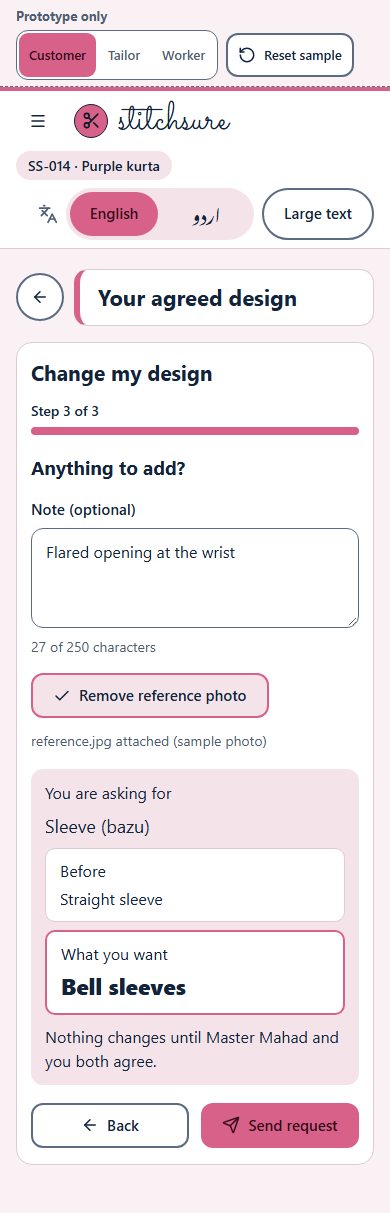 Prototype only
Customer Tailor Worker Reset sample
stitchsure
SS-014 · Purple kurta
English اردو Large text
Your agreed design
Change my design
Step 3 of 3
Anything to add?
Note (optional)
Flared opening at the wrist
27 of 250 characters
Remove reference photo
reference.jpg attached (sample photo)
You are asking for
Sleeve (bazu)
Before
Straight sleeve
What you want
Bell sleeves
Nothing changes until Master Mahad and
you both agree.
Back Send request